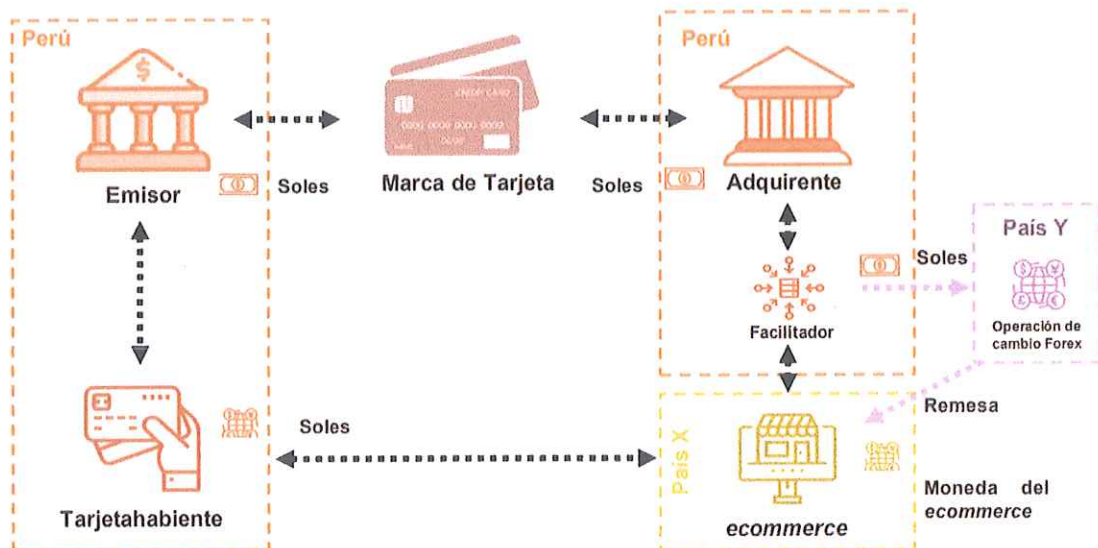 Perú
Perú
Emisor
Soles
Marca de Tarjeta
Soles
Adquirente
País Y
Soles
Operación de
cambio Forex
Facilitador
Remesa
Soles
País X
Moneda del
ecommerce
Tarjetahabiente
ecommerce